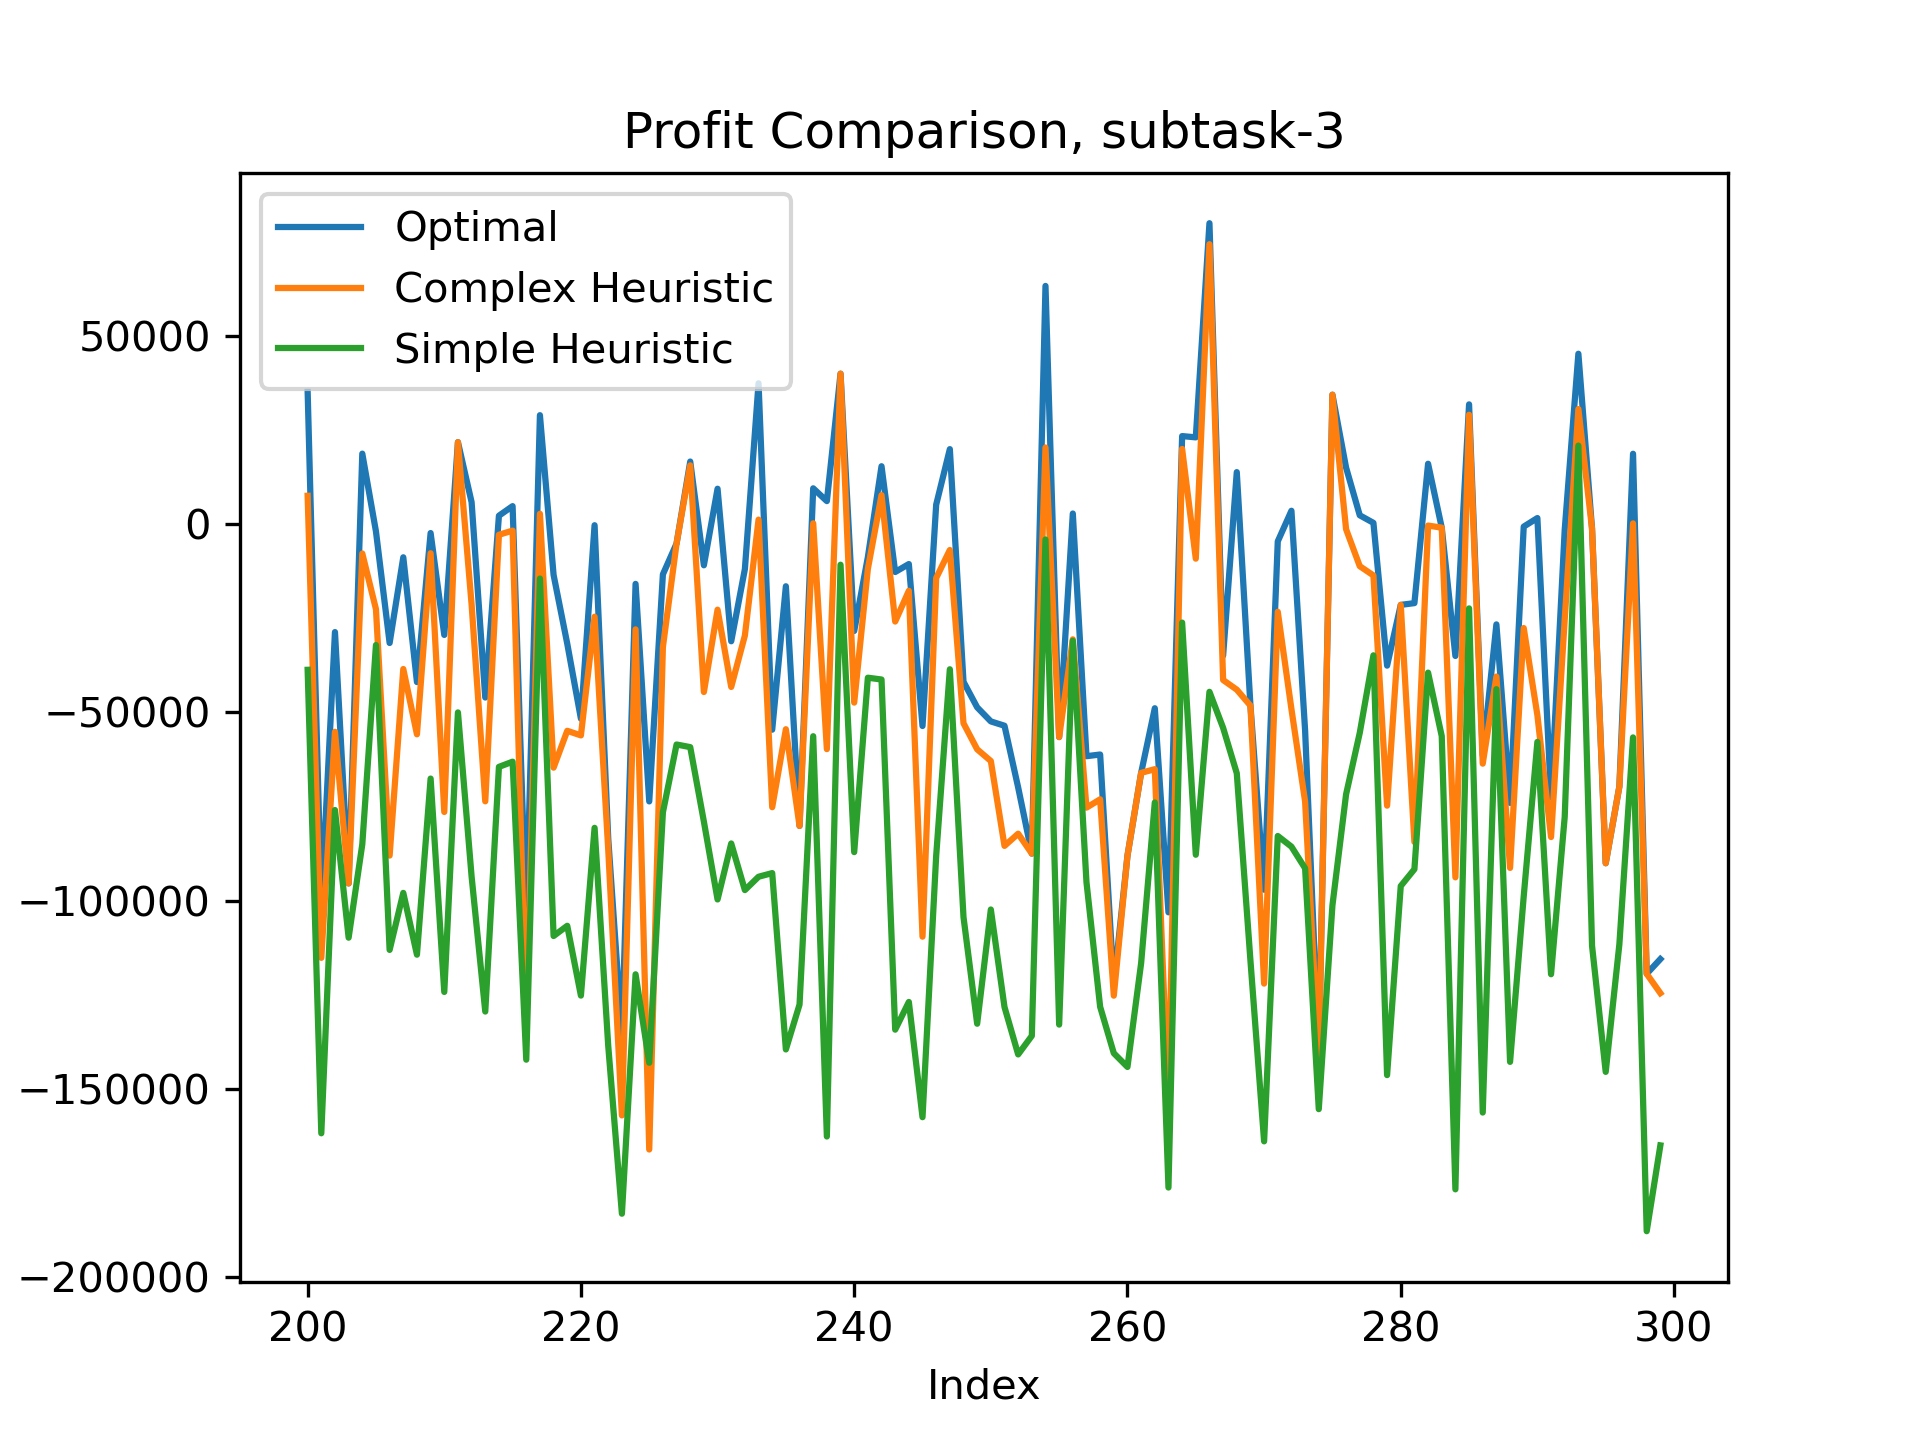 Profit Comparison, subtask-3
Optimal
Complex Heuristic
Simple Heuristic
50000
0
−50000
−100000
−150000
−200000
200 220 240 260 280 300
Index